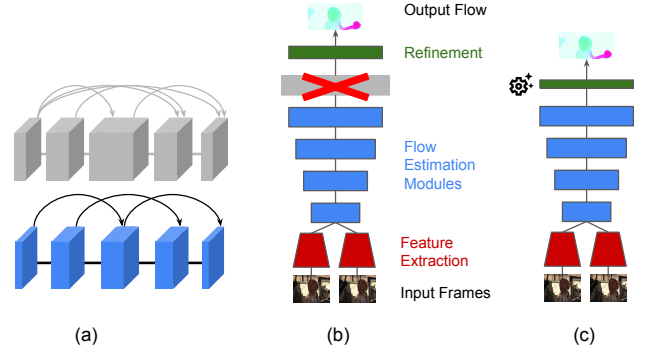 Output Flow
Refinement
Flow
Estimation
Modules
Feature
Extraction
Input Frames
(a)
(b)
(c)